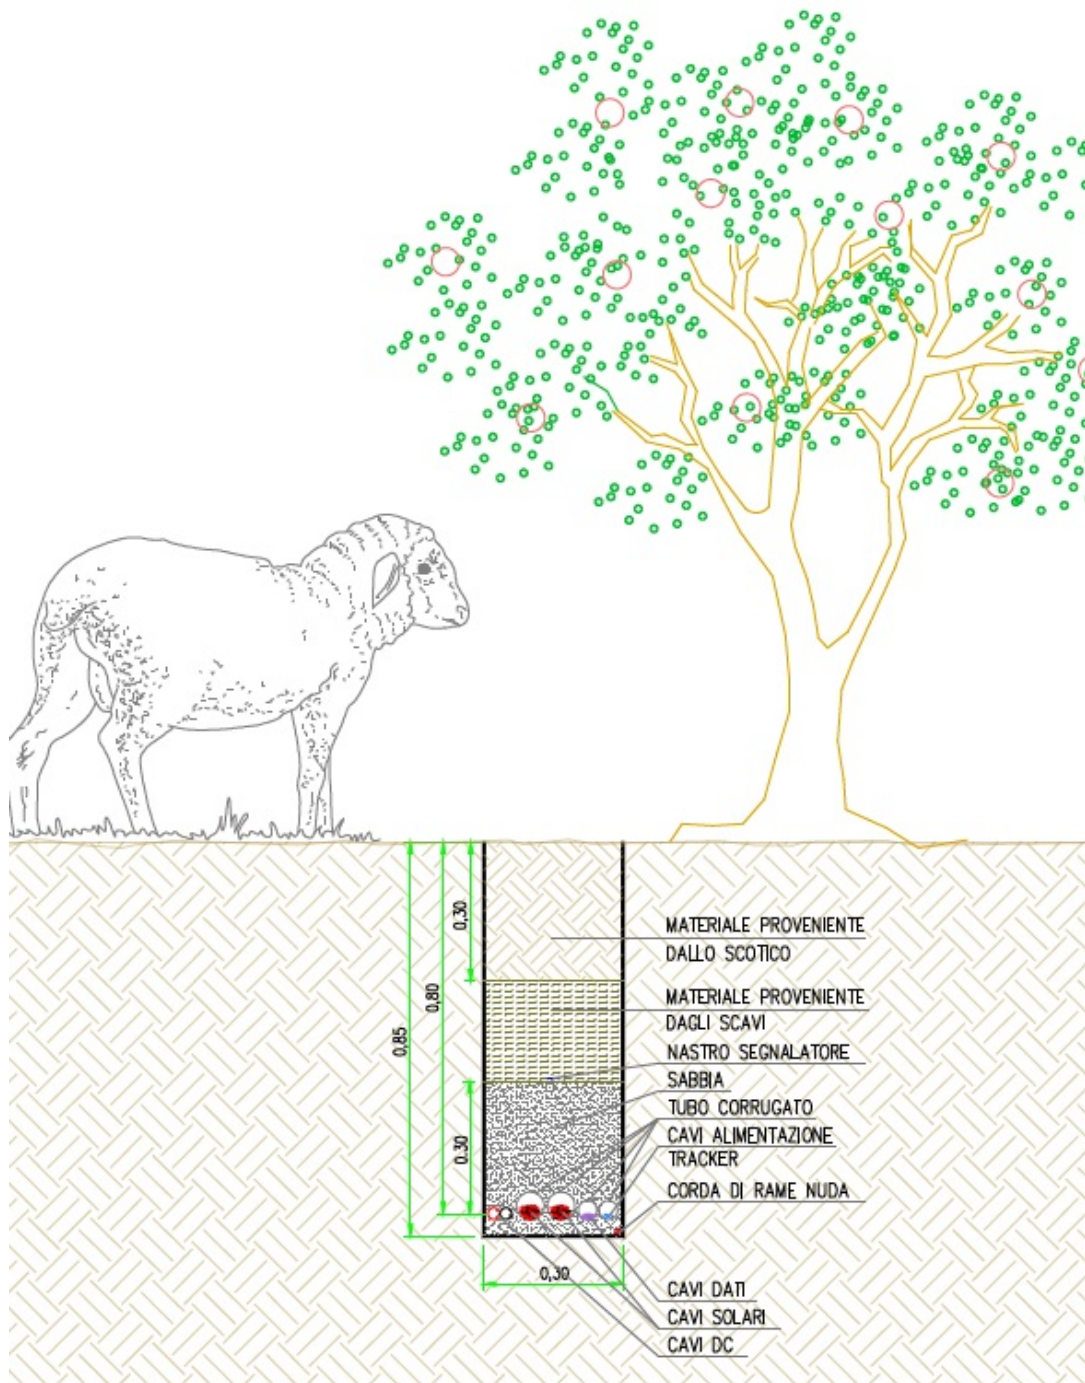 0,30
0,80
0,85
0,30
0,30
MATERIALE PROVENIENTE
DALLO SCOTICO
MATERIALE PROVENIENTE
DAGLI SCAVI
NASTRO SEGNALATORE
SABBIA
TUBO CORRUGATO
CAVI ALIMENTAZIONE
TRACKER
CORDA DI RAME NUDA
CAVI DATI
CAVI SOLARI
CAVI DC